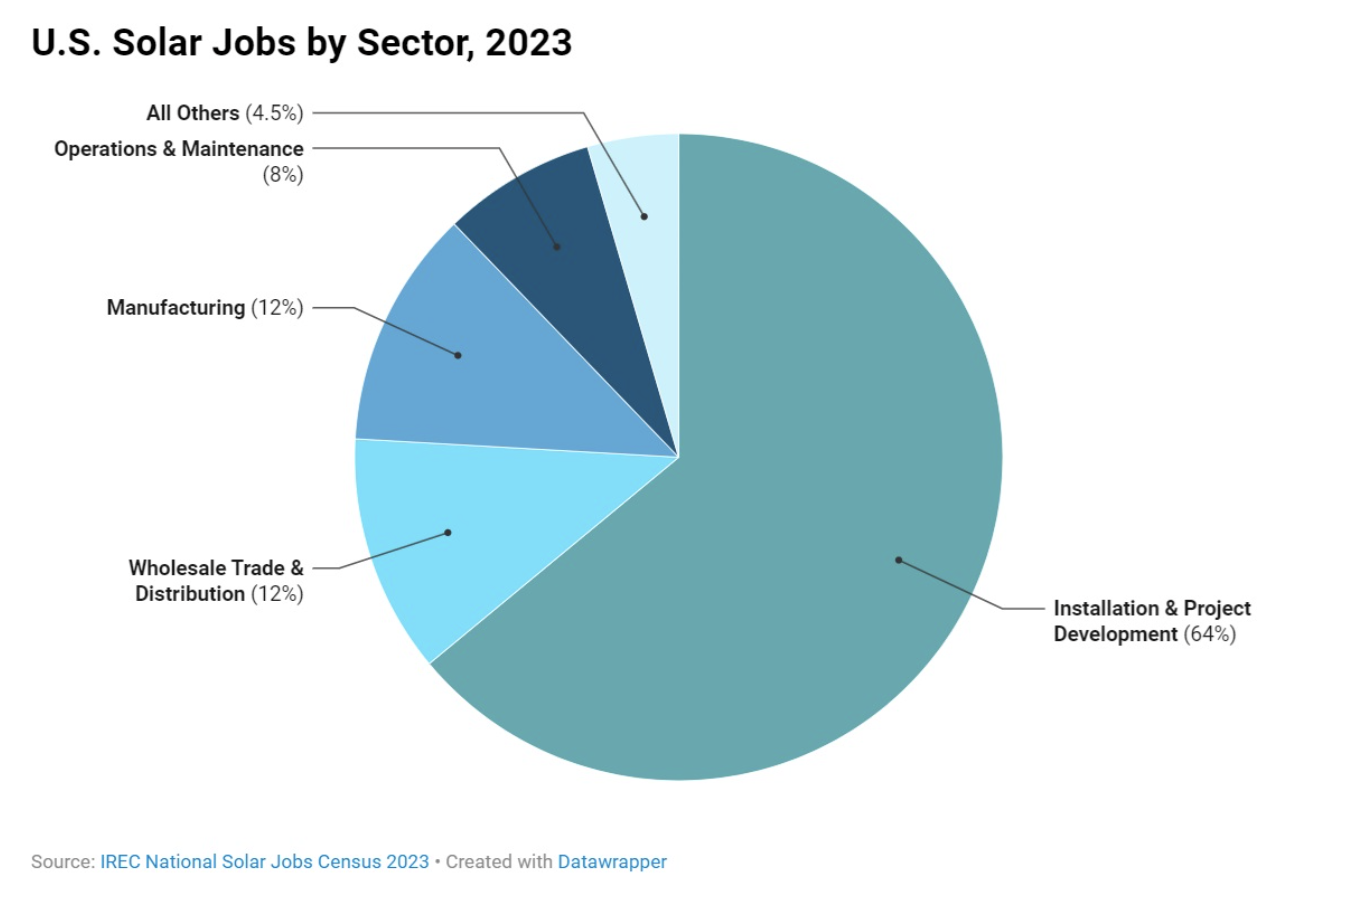 U.S. Solar Jobs by Sector, 2023
All Others (4.5%)
Operations & Maintenance
(8%)
Manufacturing (12%)
Wholesale Trade &
Distribution (12%)
Installation & Project
Development (64%)
Source: IREC National Solar Jobs Census 2023 • Created with Datawrapper